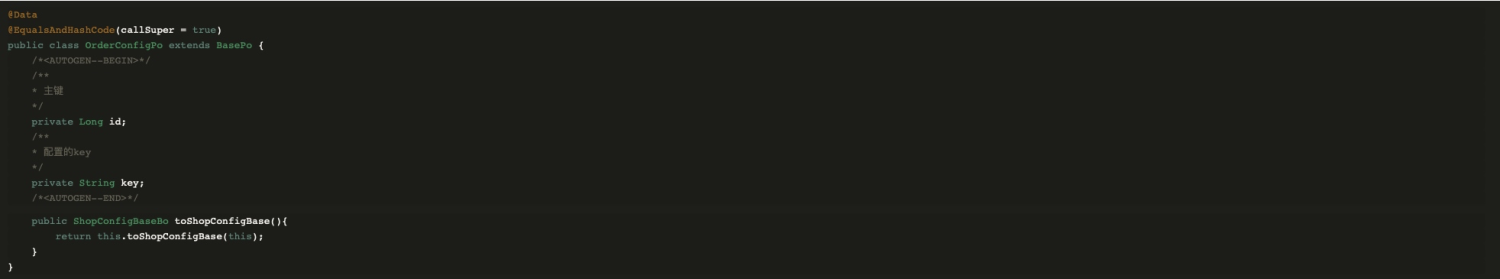 @Data
@EqualsAndHashCode(callSuper = true)
public class OrderConfigPo extends BasePo {
    /*<AUTOGEN--BEGIN>*/
    /**
    * 主键
    */
    private Long id;
    /**
    * 配置的key
    */
    private String key;
    /*<AUTOGEN--END>*/
    public ShopConfigBaseBo toShopConfigBase(){
        return this.toShopConfigBase(this);
    }
}